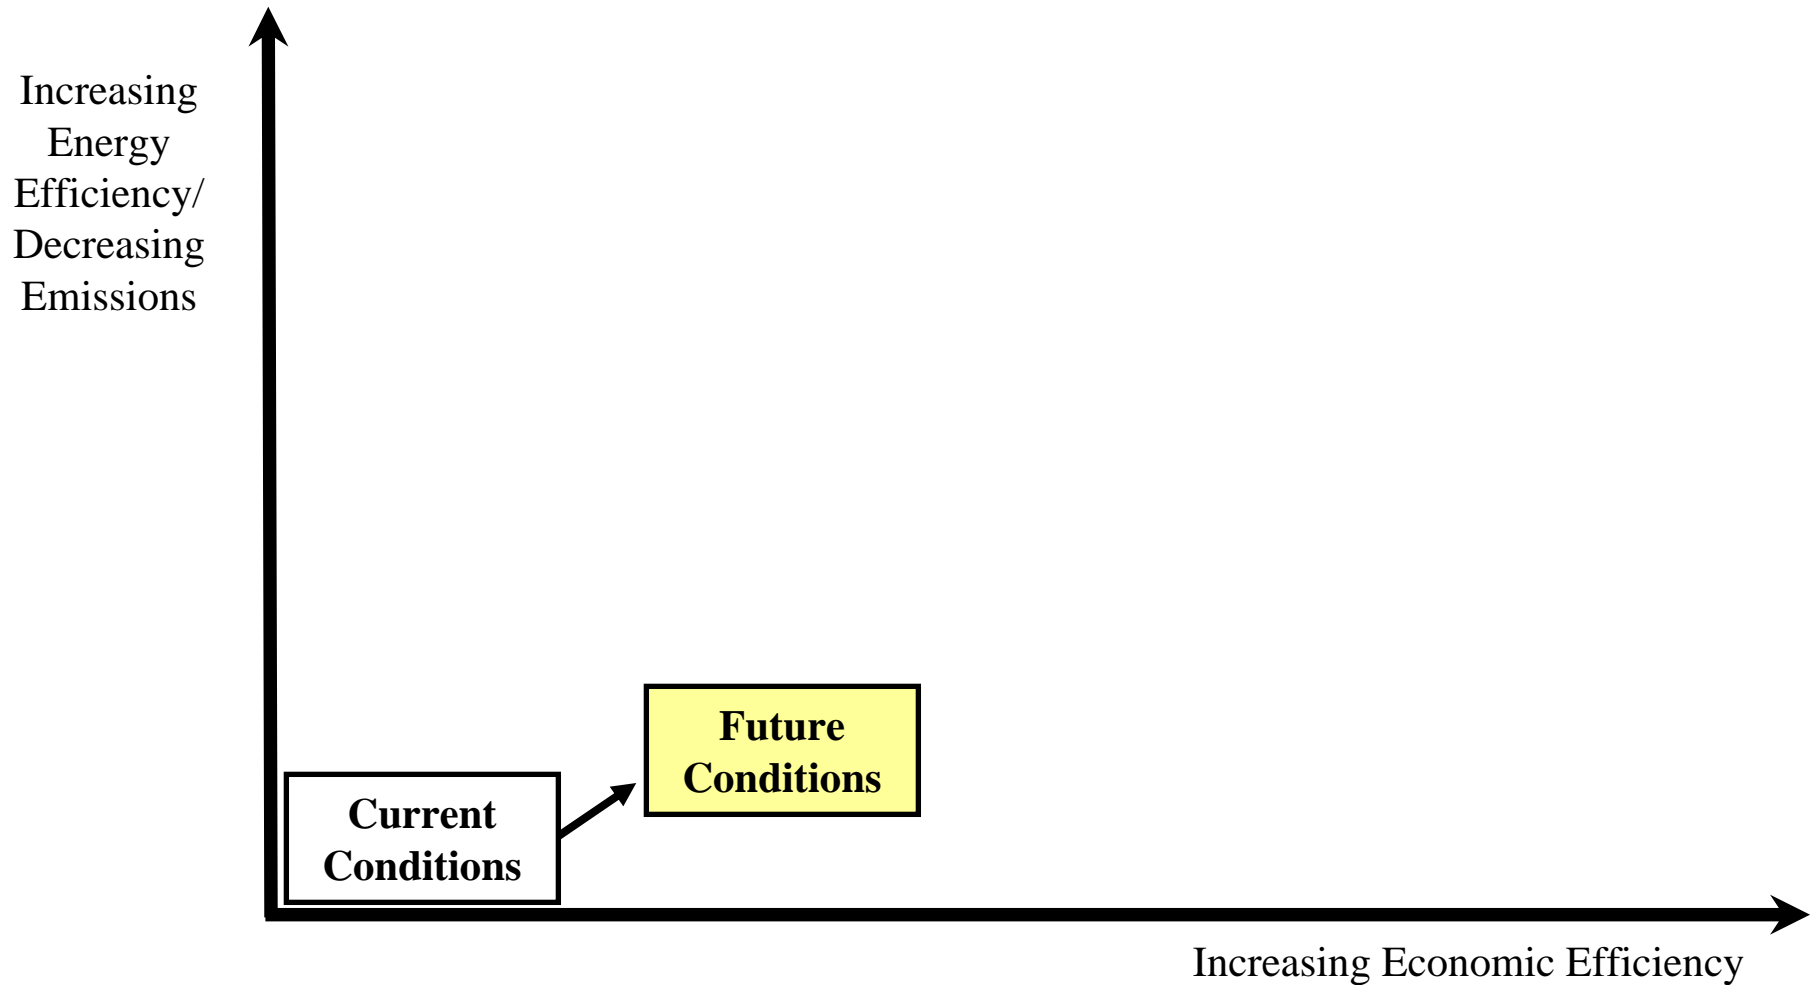 Increasing
Energy
Efficiency/
Decreasing
Emissions
Future
Conditions
Current
Conditions
Increasing Economic Efficiency